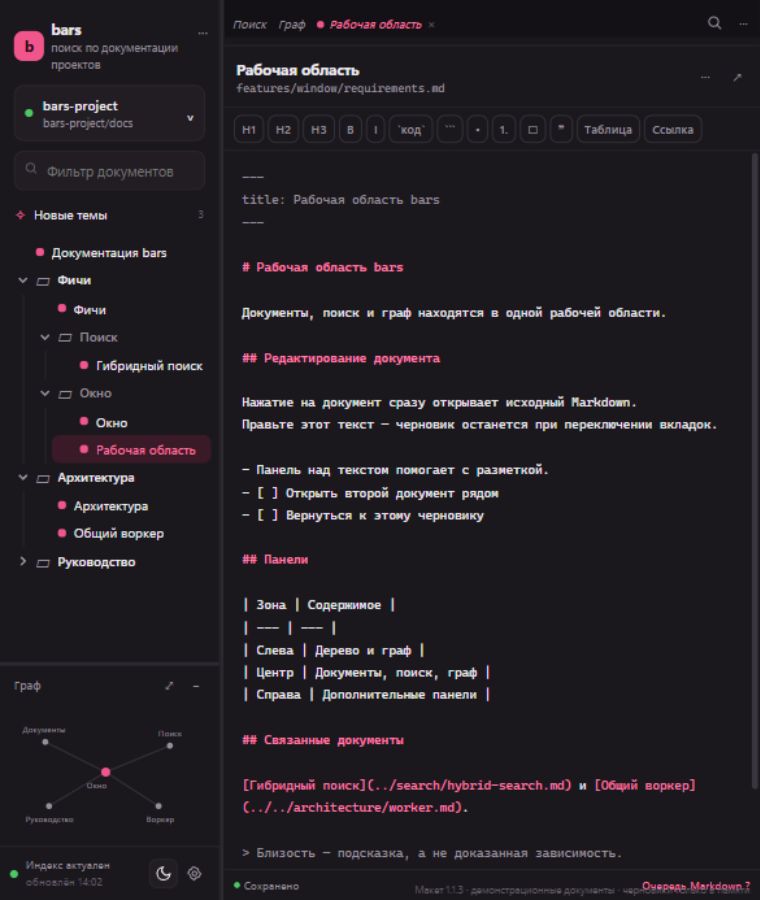 b
bars
поиск по документации
проектов
...
bars-project
bars-project/docs
v
Фильтр документов
Новые темы
3
Документация bars
Фичи
Фичи
Поиск
Гибридный поиск
Окно
Окно
Рабочая область
Архитектура
Архитектура
Общий воркер
Руководство
Граф
Документы
Поиск
Окно
Руководство
Воркер
Индекс актуален
обновлён 14:02
Поиск Граф Рабочая область ×
...
Рабочая область
features/window/requirements.md
...
H1 H2 H3 B I `код` ``` • 1. ☐ " Таблица Ссылка
---
title: Рабочая область bars
---
# Рабочая область bars
Документы, поиск и граф находятся в одной рабочей области.
## Редактирование документа
Нажатие на документ сразу открывает исходный Markdown.
Правьте этот текст — черновик останется при переключении вкладок.
- Панель над текстом помогает с разметкой.
- [ ] Открыть второй документ рядом
- [ ] Вернуться к этому черновику
## Панели
| Зона | Содержимое |
| --- | --- |
| Слева | Дерево и граф |
| Центр | Документы, поиск, граф |
| Справа | Дополнительные панели |
## Связанные документы
[Гибридный поиск](../search/hybrid-search.md) и [Общий воркер]
(../../architecture/worker.md).
> Близость — подсказка, а не доказанная зависимость.
Сохранено
Очередь Markdown ?
Макет 1.1.3 · демонстрационные документы ·